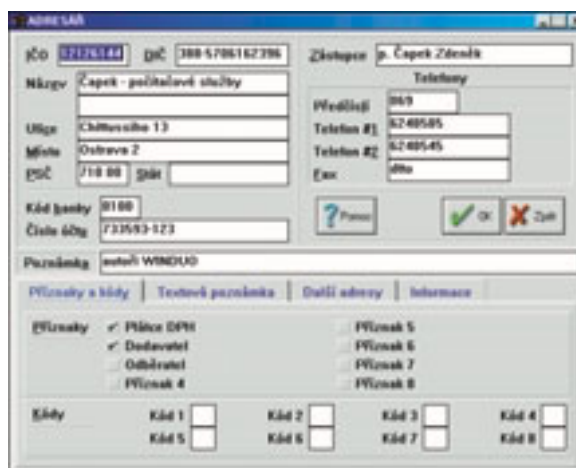 ADRESÁŘ
IČO 12126144 DIČ 388-5706162396
Název Čapek - počítačové služby
Ulice Chittussiho 13
Místo Ostrava 2
PSČ 710 00 Stát
Kód banky 0100
Číslo účtu 733593-123
Zástupce p. Čapek Zdeněk
Telefony
Předčíslí 069
Telefon #1 6240505
Telefon #2 6240545
Fax dtto
Pomoc OK Zpět
Poznámka autoři WINDUO
Příznaky a kódy Textová poznámka Další adresy Informace
Příznaky Plátce DPH Příznak 5
Dodavatel Příznak 6
Odběratel Příznak 7
Příznak 4 Příznak 8
Kódy Kód 1 Kód 2 Kód 3 Kód 4
Kód 5 Kód 6 Kód 7 Kód 8